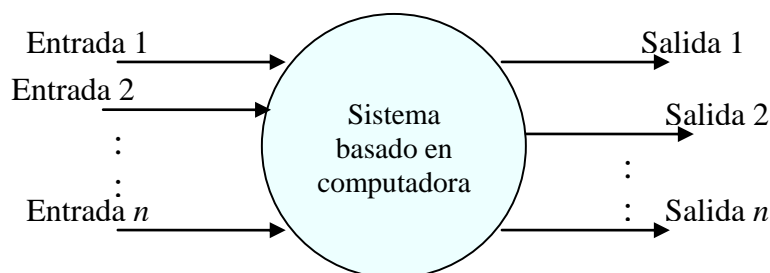 Entrada 1
Salida 1
Entrada 2
Salida 2
Sistema
basado en
computadora
:
:
:
:
Entrada n
Salida n